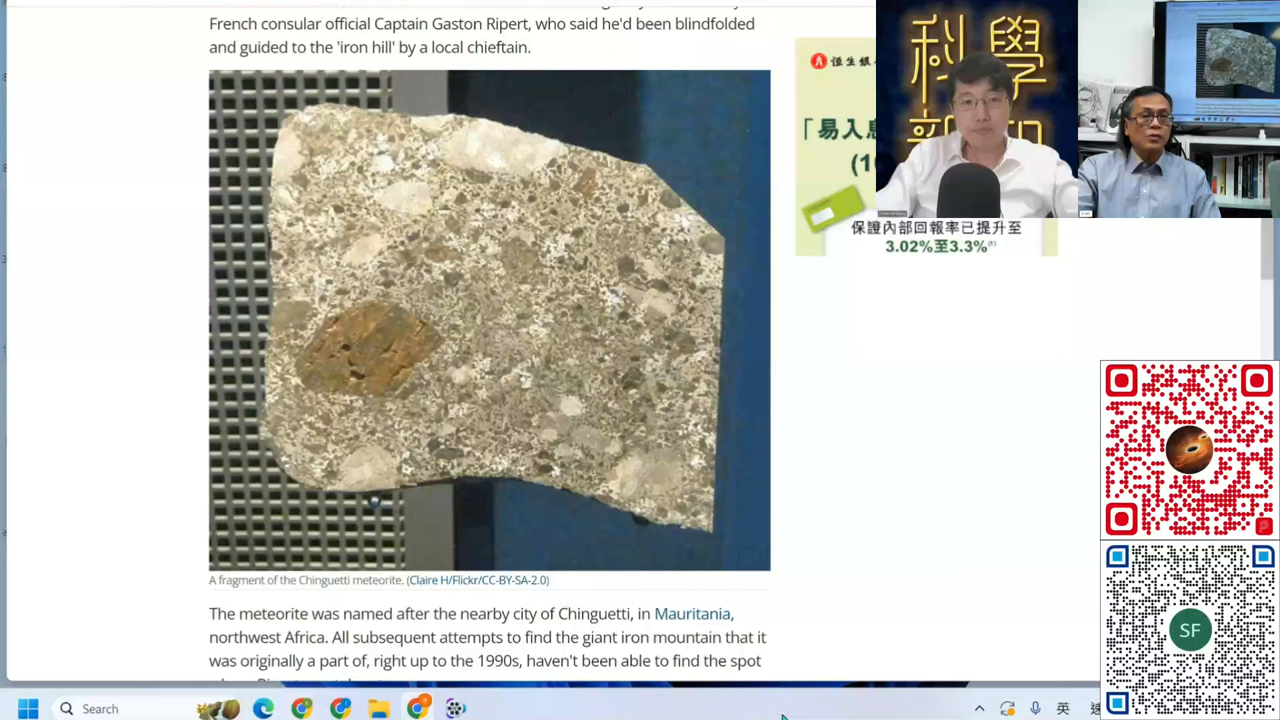 French consular official Captain Gaston Ripert, who said he'd been blindfolded
and guided to the 'iron hill' by a local chieftain.
科學
恒生銀
「易入息
保證內部回報率已提升至
3.02%至3.3%
A fragment of the Chinguetti meteorite. (Claire H/Flickr/CC-BY-SA-2.0)
The meteorite was named after the nearby city of Chinguetti, in Mauritania,
northwest Africa. All subsequent attempts to find the giant iron mountain that it
was originally a part of, right up to the 1990s, haven't been able to find the spot
SF
Search
英